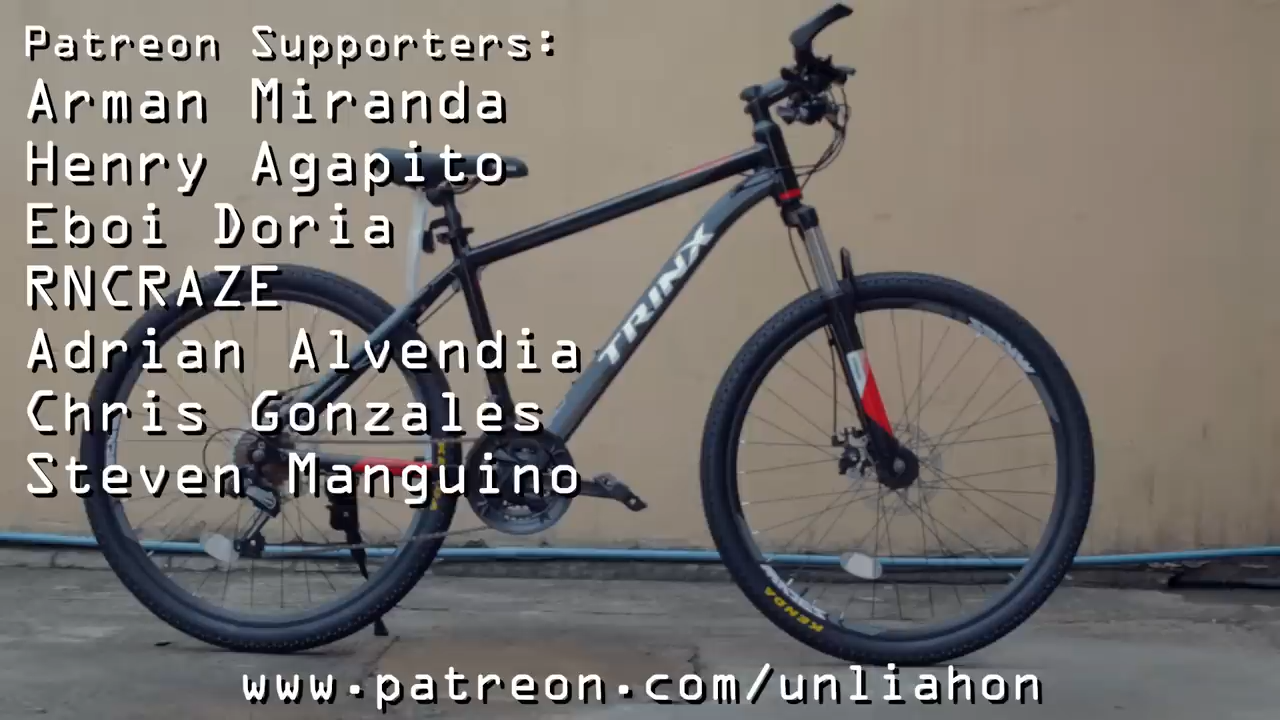 Patreon Supporters:
Arman Miranda
Henry Agapito
Eboi Doria
RNCRAZE
Adrian Alvendia
Chris Gonzales
Steven Manguino
TRINX
KENDA
www.patreon.com/unliahon